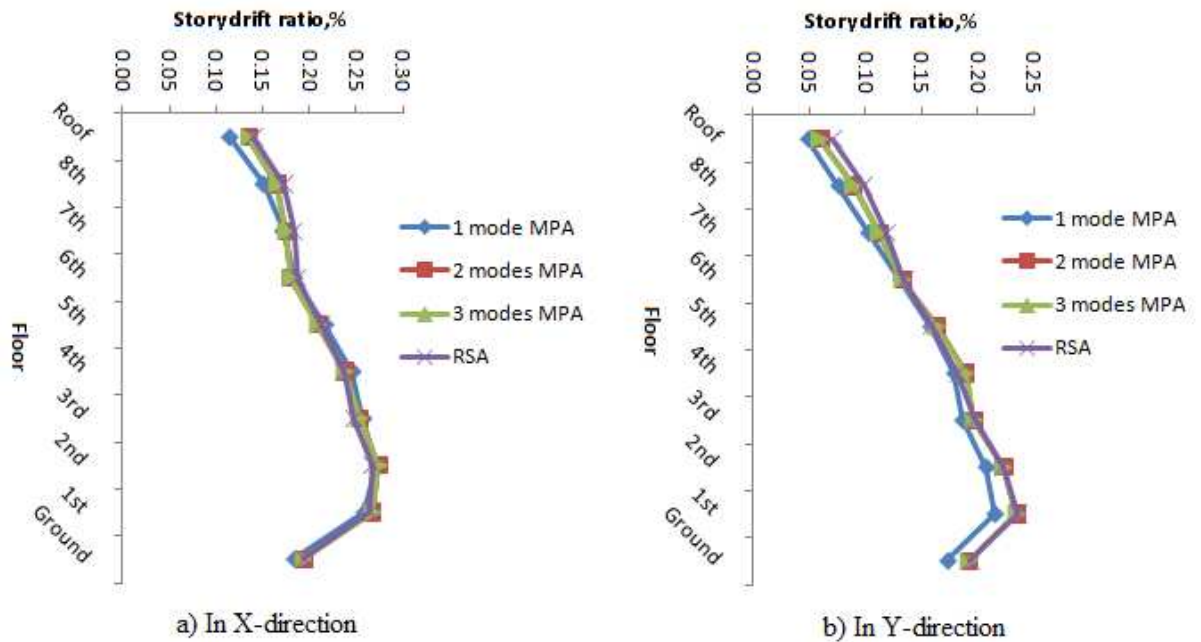 Storydrift ratio,%
0.00
0.05
0.10
0.15
0.20
0.25
0.30
Roof
8th
7th
6th
5th
4th
3rd
2nd
1st
Ground
Floor
1 mode MPA
2 modes MPA
3 modes MPA
RSA
a) In X-direction
Story drift ratio,%
0.00
0.05
0.10
0.15
0.20
0.25
Roof
8th
7th
6th
5th
4th
3rd
2nd
1st
Ground
Floor
1 mode MPA
2 mode MPA
3 modes MPA
RSA
b) In Y-direction